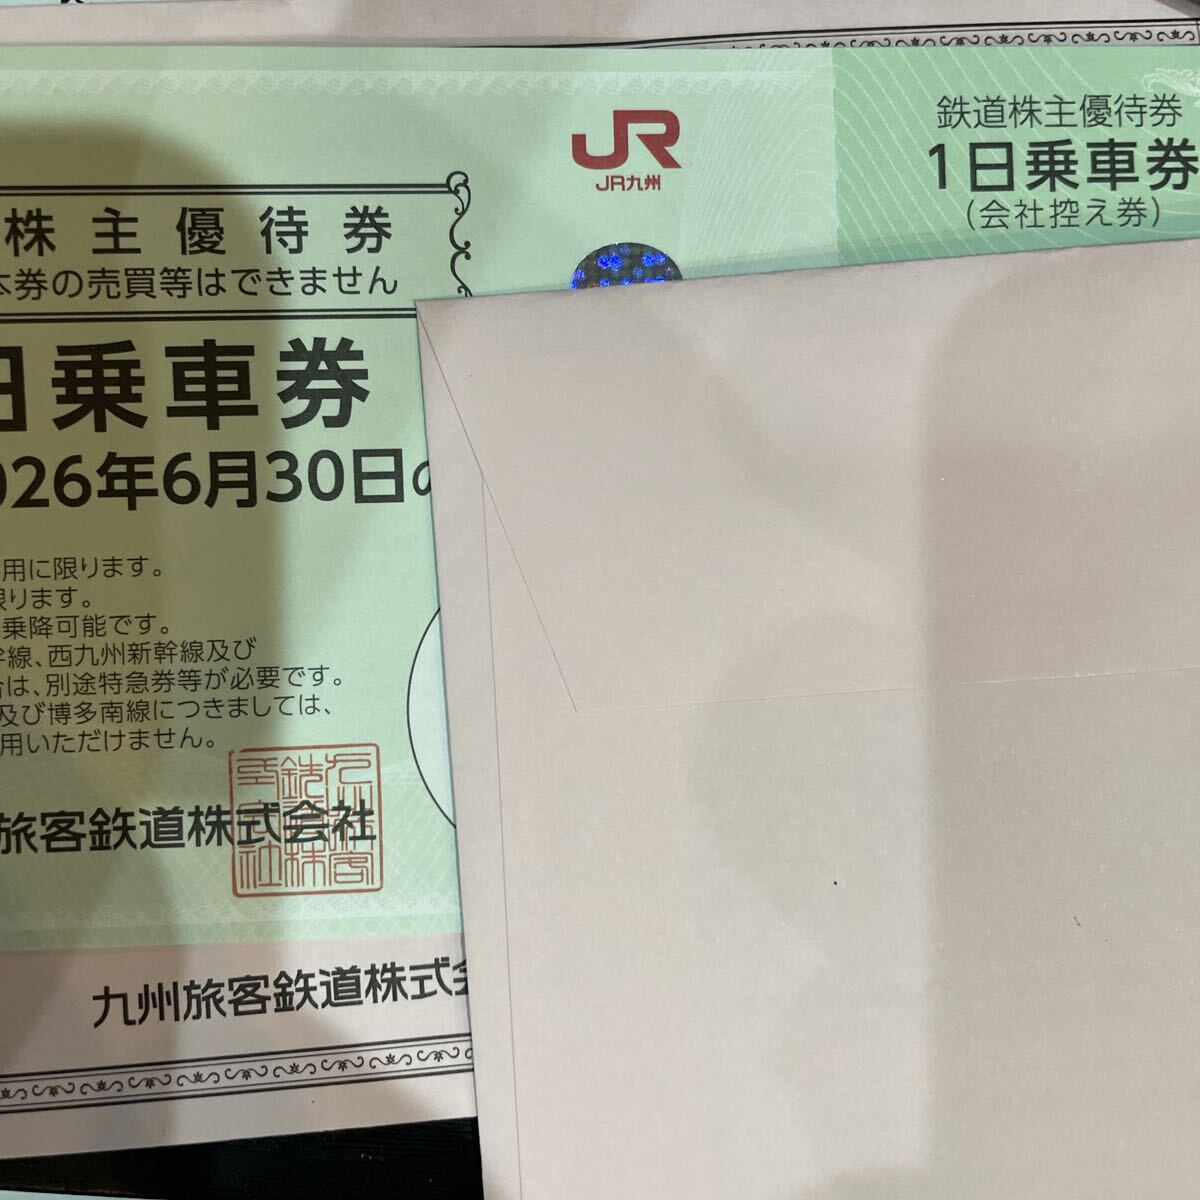 JR
JR九州
鉄道株主優待券
1日乗車券
(会社控え券)
株主優待券
本券の売買等はできません
日乗車券
026年6月30日の
用に限ります。
限ります。
乗降可能です。
幹線、西九州新幹線及び
合は、別途特急券等が必要です。
及び博多南線につきましては、
用いただけません。
旅客鉄道株式会社
九州旅客鉄道株式会